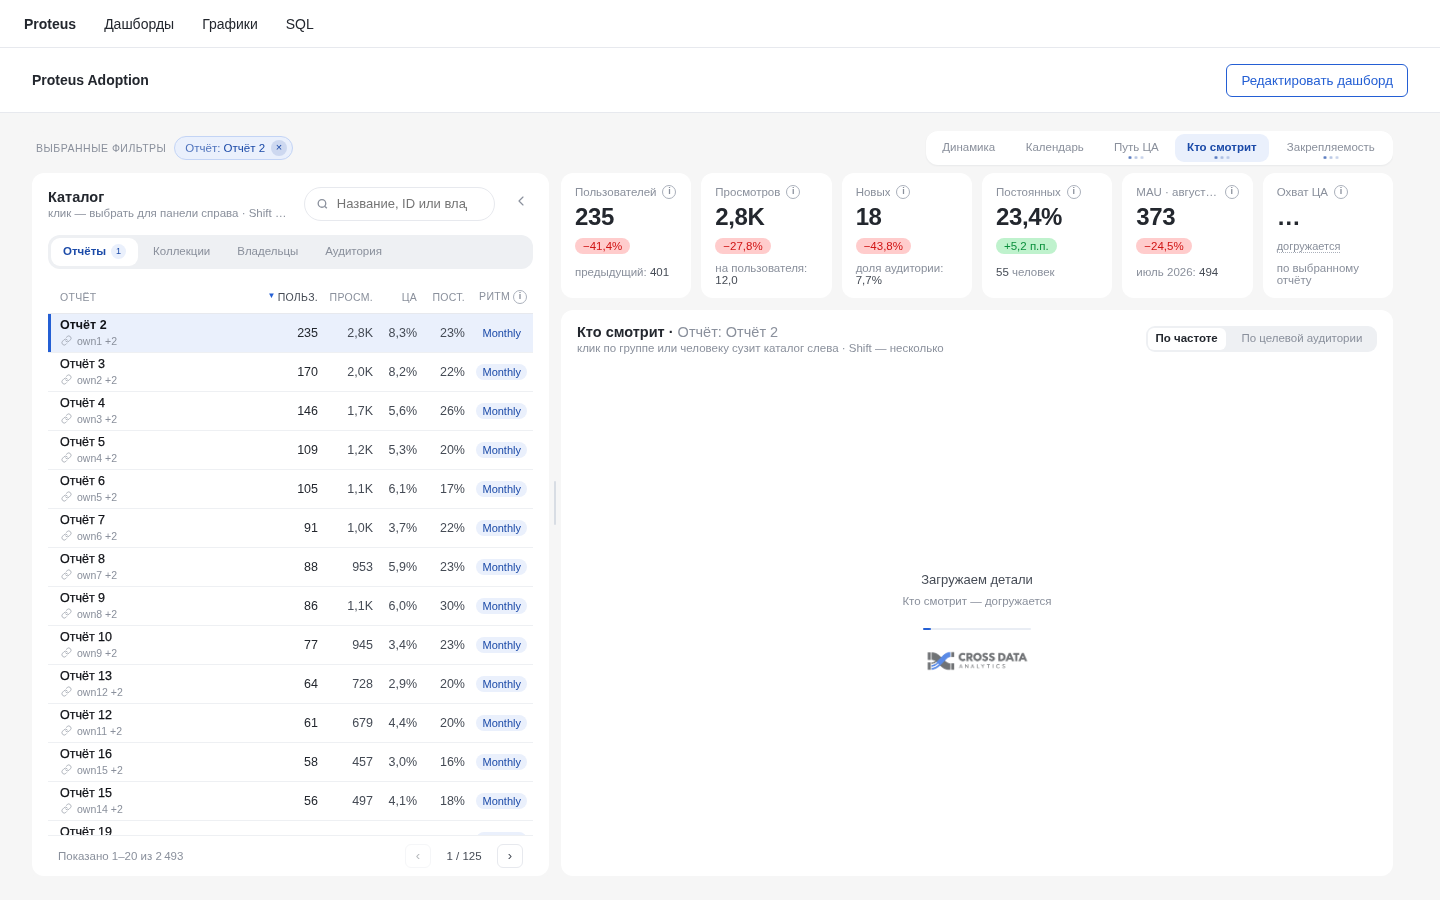 Proteus Дашборды Графики SQL
Proteus Adoption
Редактировать дашборд
ВЫБРАННЫЕ ФИЛЬТРЫ Отчёт: Отчёт 2 ×
Динамика Календарь Путь ЦА Кто смотрит Закрепляемость
Каталог
клик — выбрать для панели справа · Shift …
Название, ID или вла
Отчёты 1 Коллекции Владельцы Аудитория
ОТЧЁТ ▼ ПОЛЬЗ. ПРОСМ. ЦА ПОСТ. РИТМ i
Отчёт 2 235 2,8K 8,3% 23% Monthly
own1 +2
Отчёт 3 170 2,0K 8,2% 22% Monthly
own2 +2
Отчёт 4 146 1,7K 5,6% 26% Monthly
own3 +2
Отчёт 5 109 1,2K 5,3% 20% Monthly
own4 +2
Отчёт 6 105 1,1K 6,1% 17% Monthly
own5 +2
Отчёт 7 91 1,0K 3,7% 22% Monthly
own6 +2
Отчёт 8 88 953 5,9% 23% Monthly
own7 +2
Отчёт 9 86 1,1K 6,0% 30% Monthly
own8 +2
Отчёт 10 77 945 3,4% 23% Monthly
own9 +2
Отчёт 13 64 728 2,9% 20% Monthly
own12 +2
Отчёт 12 61 679 4,4% 20% Monthly
own11 +2
Отчёт 16 58 457 3,0% 16% Monthly
own15 +2
Отчёт 15 56 497 4,1% 18% Monthly
own14 +2
Отчёт 19
Показано 1–20 из 2 493 ‹ 1 / 125 ›
Пользователей i
235
−41,4%
предыдущий: 401
Просмотров i
2,8K
−27,8%
на пользователя:
12,0
Новых i
18
−43,8%
доля аудитории:
7,7%
Постоянных i
23,4%
+5,2 п.п.
55 человек
MAU · август… i
373
−24,5%
июль 2026: 494
Охват ЦА i
…
догружается
по выбранному
отчёту
Кто смотрит · Отчёт: Отчёт 2
клик по группе или человеку сузит каталог слева · Shift — несколько
По частоте По целевой аудитории
Загружаем детали
Кто смотрит — догружается
CROSS DATA
ANALYTICS